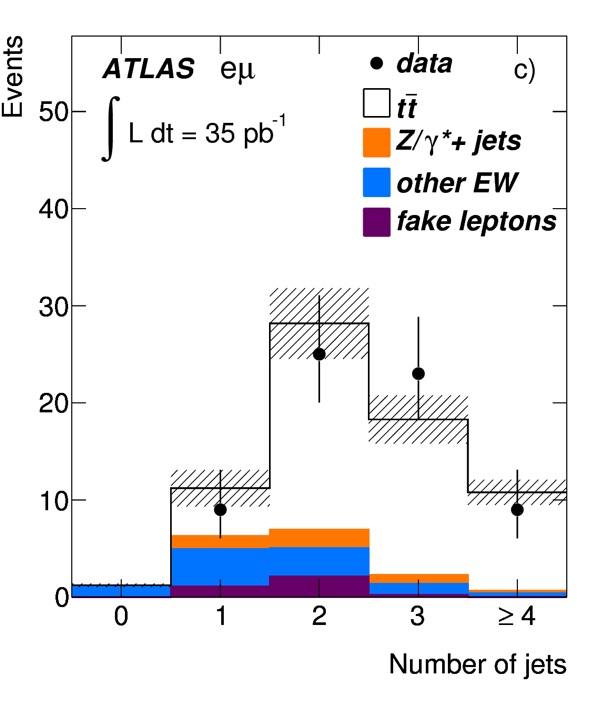 Events
ATLAS eμ
∫ L dt = 35 pb⁻¹
c)
data
tt̄
Z/γ*+ jets
other EW
fake leptons
50
40
30
20
10
0
0 1 2 3 ≥ 4
Number of jets